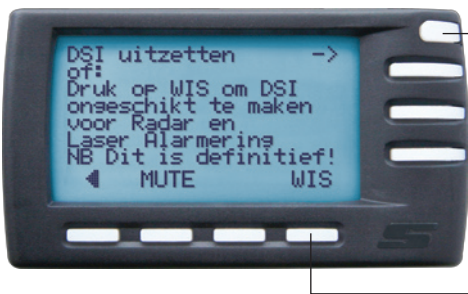 DSI uitzetten ->
of:
Druk op WIS om DSI
ongeschikt te maken
voor Radar en
Laser Alarmering
NB Dit is definitief!
◀ MUTE WIS